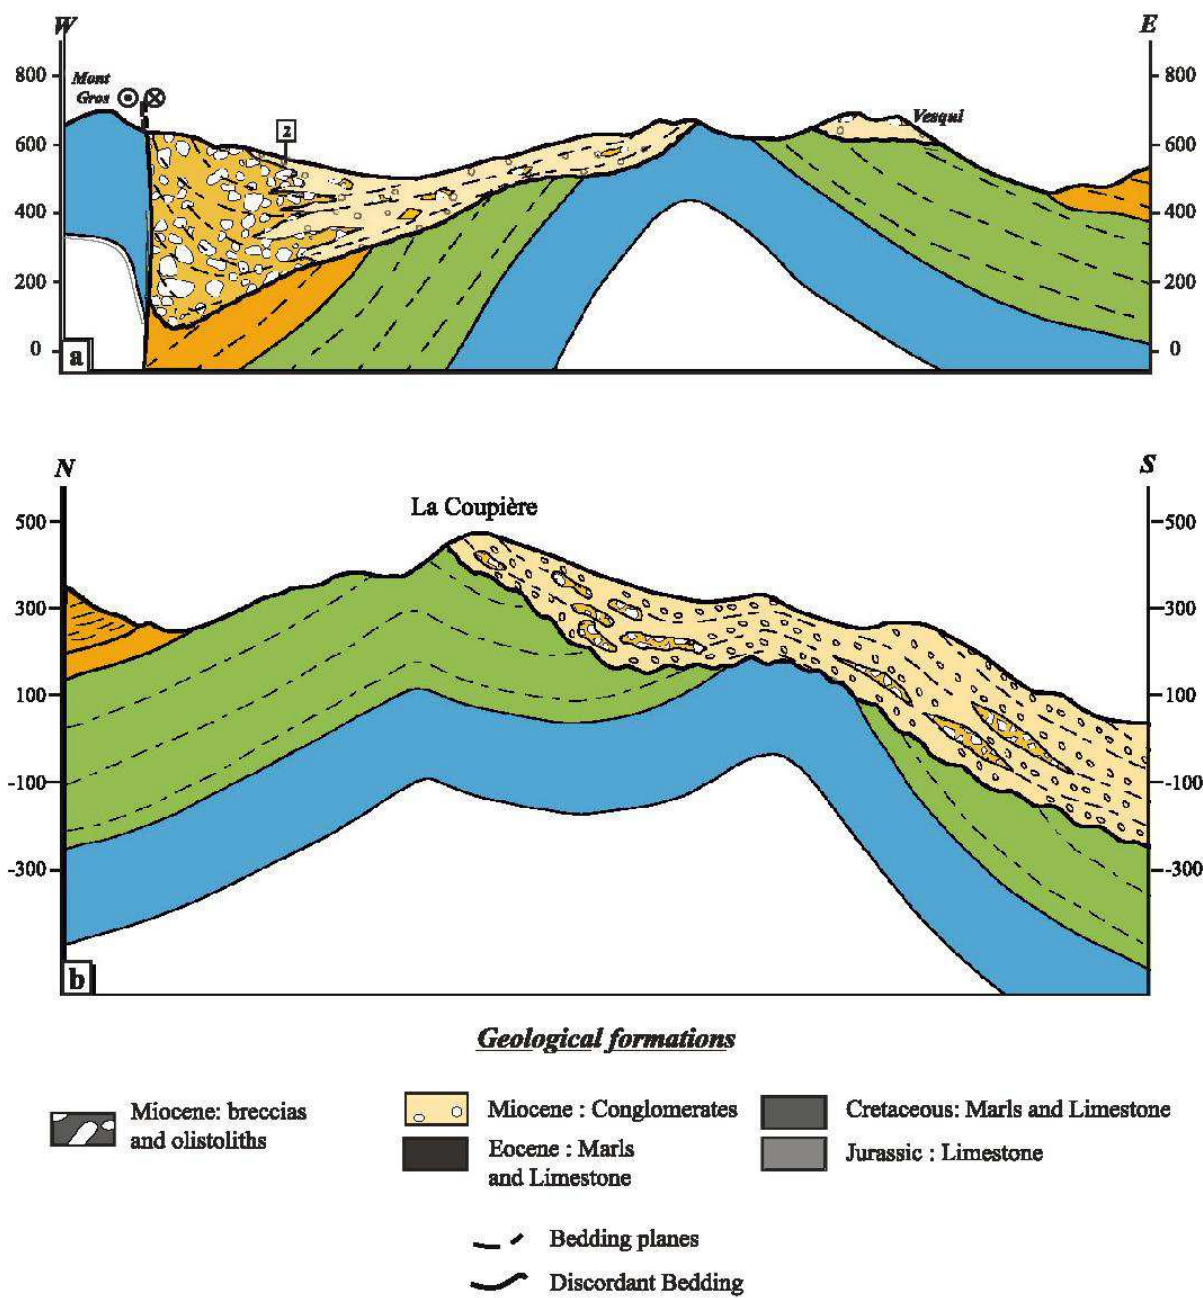 W
E
800
Mont
Gros
2
Vesqui
800
600
600
400
400
200
200
0
0
a
N
S
La Coupière
500
500
300
300
100
100
-100
-100
-300
-300
b
Geological formations
Miocene: breccias
and olistoliths
Miocene : Conglomerates
Eocene : Marls
and Limestone
Cretaceous: Marls and Limestone
Jurassic : Limestone
Bedding planes
Discordant Bedding